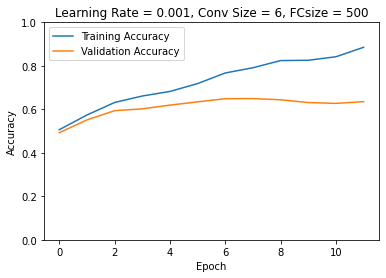 Learning Rate = 0.001, Conv Size = 6, FCsize = 500
Training Accuracy
Validation Accuracy
Accuracy
1.0
0.8
0.6
0.4
0.2
0.0
0 2 4 6 8 10
Epoch